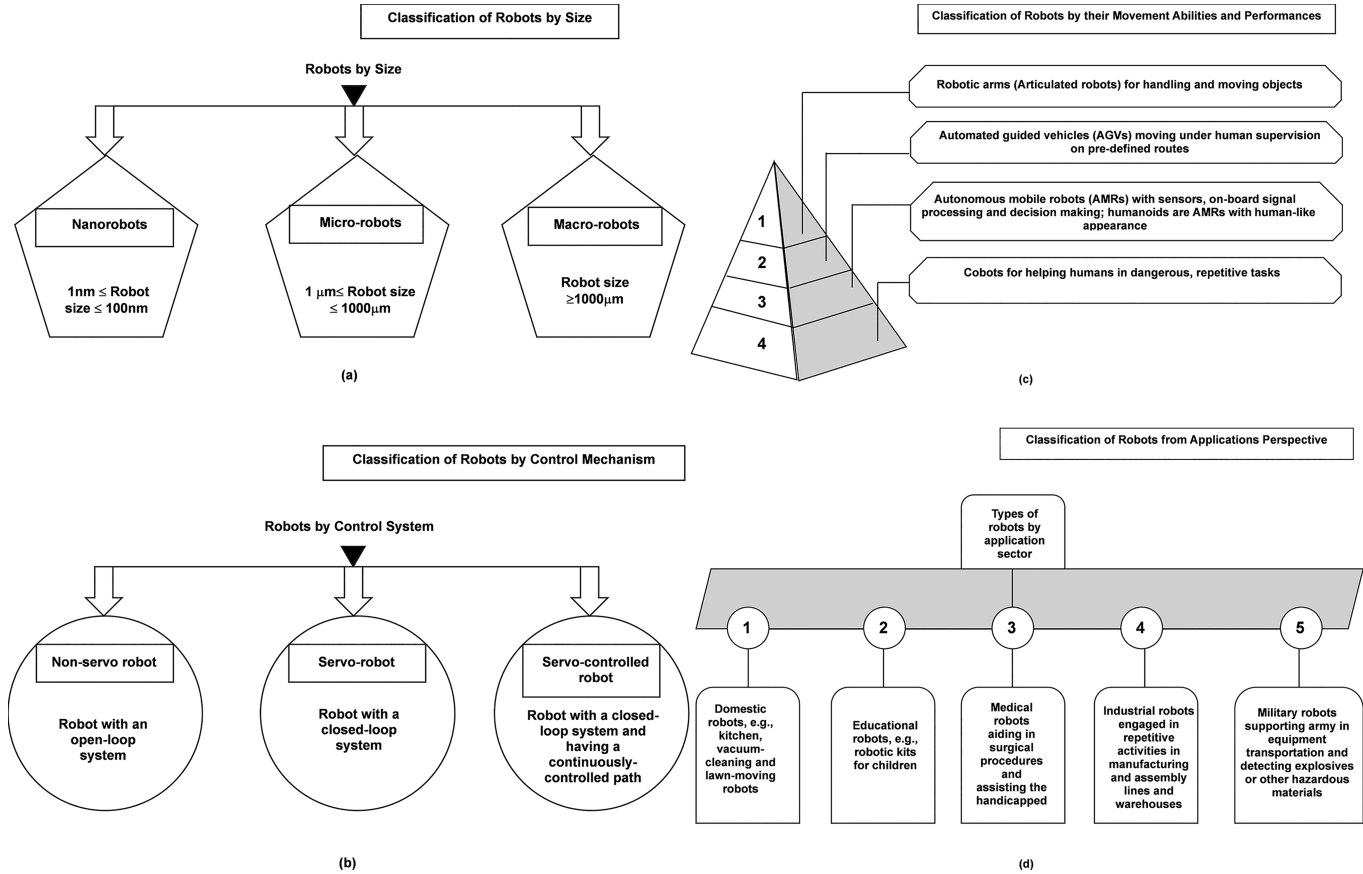 Classification of Robots by Size
Robots by Size
Nanorobots
1nm ≤ Robot
size ≤ 100nm
Micro-robots
1 μm≤ Robot size
≤ 1000μm
Macro-robots
Robot size
≥1000μm
(a)
Classification of Robots by Control Mechanism
Robots by Control System
Non-servo robot
Robot with an
open-loop
system
Servo-robot
Robot with a
closed-loop
system
Servo-controlled
robot
Robot with a closed-
loop system and
having a
continuously-
controlled path
(b)
Classification of Robots by their Movement Abilities and Performances
Robotic arms (Articulated robots) for handling and moving objects
Automated guided vehicles (AGVs) moving under human supervision
on pre-defined routes
Autonomous mobile robots (AMRs) with sensors, on-board signal
processing and decision making; humanoids are AMRs with human-like
appearance
Cobots for helping humans in dangerous, repetitive tasks
1
2
3
4
(c)
Classification of Robots from Applications Perspective
Types of
robots by
application
sector
1
2
3
4
5
Domestic
robots, e.g.,
kitchen,
vacuum-
cleaning and
lawn-moving
robots
Educational
robots, e.g.,
robotic kits
for children
Medical
robots
aiding in
surgical
procedures
and
assisting the
handicapped
Industrial robots
engaged in
repetitive
activities in
manufacturing
and assembly
lines and
warehouses
Military robots
supporting army in
equipment
transportation and
detecting explosives
or other hazardous
materials
(d)